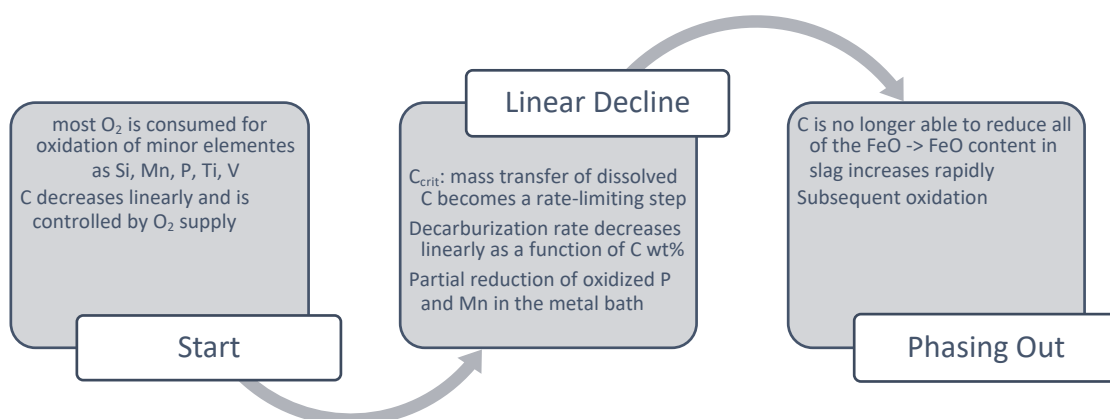 most O₂ is consumed for
oxidation of minor elementes
as Si, Mn, P, Ti, V
C decreases linearly and is
controlled by O₂ supply
Start
Linear Decline
C_crit: mass transfer of dissolved
C becomes a rate-limiting step
Decarburization rate decreases
linearly as a function of C wt%
Partial reduction of oxidized P
and Mn in the metal bath
C is no longer able to reduce all
of the FeO -> FeO content in
slag increases rapidly
Subsequent oxidation
Phasing Out